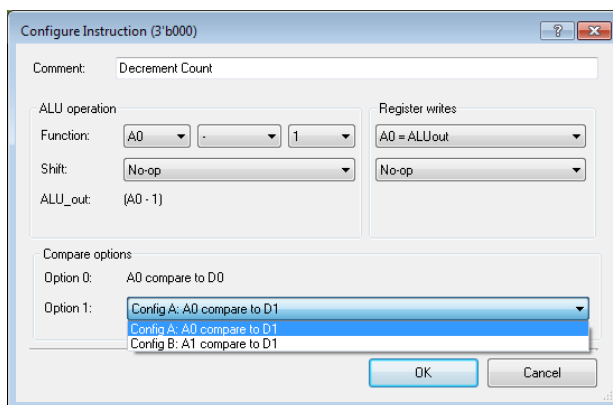 Configure Instruction (3'b000)
Comment: Decrement Count
ALU operation
Register writes
Function: A0 - 1
A0 = ALUout
Shift: No-op
No-op
ALU_out: (A0 - 1)
Compare options
Option 0: A0 compare to D0
Option 1: Config A: A0 compare to D1
Config A: A0 compare to D1
Config B: A1 compare to D1
OK Cancel